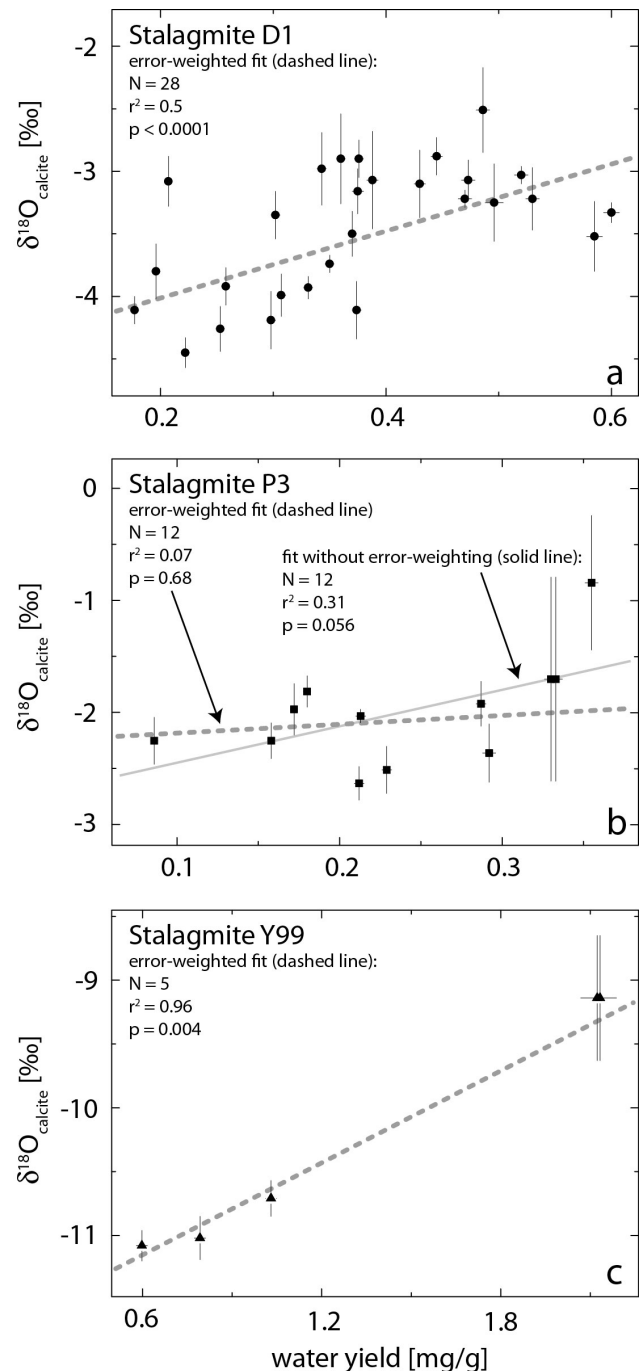 Stalagmite D1
error-weighted fit (dashed line):
N = 28
r² = 0.5
p < 0.0001
-2
-3
-4
δ¹⁸Ocalcite [‰]
0.2 0.4 0.6
a
Stalagmite P3
error-weighted fit (dashed line)
N = 12
r² = 0.07
p = 0.68
fit without error-weighting (solid line):
N = 12
r² = 0.31
p = 0.056
0
-1
-2
-3
δ¹⁸Ocalcite [‰]
0.1 0.2 0.3
b
Stalagmite Y99
error-weighted fit (dashed line):
N = 5
r² = 0.96
p = 0.004
-9
-10
-11
δ¹⁸Ocalcite [‰]
0.6 1.2 1.8
c
water yield [mg/g]